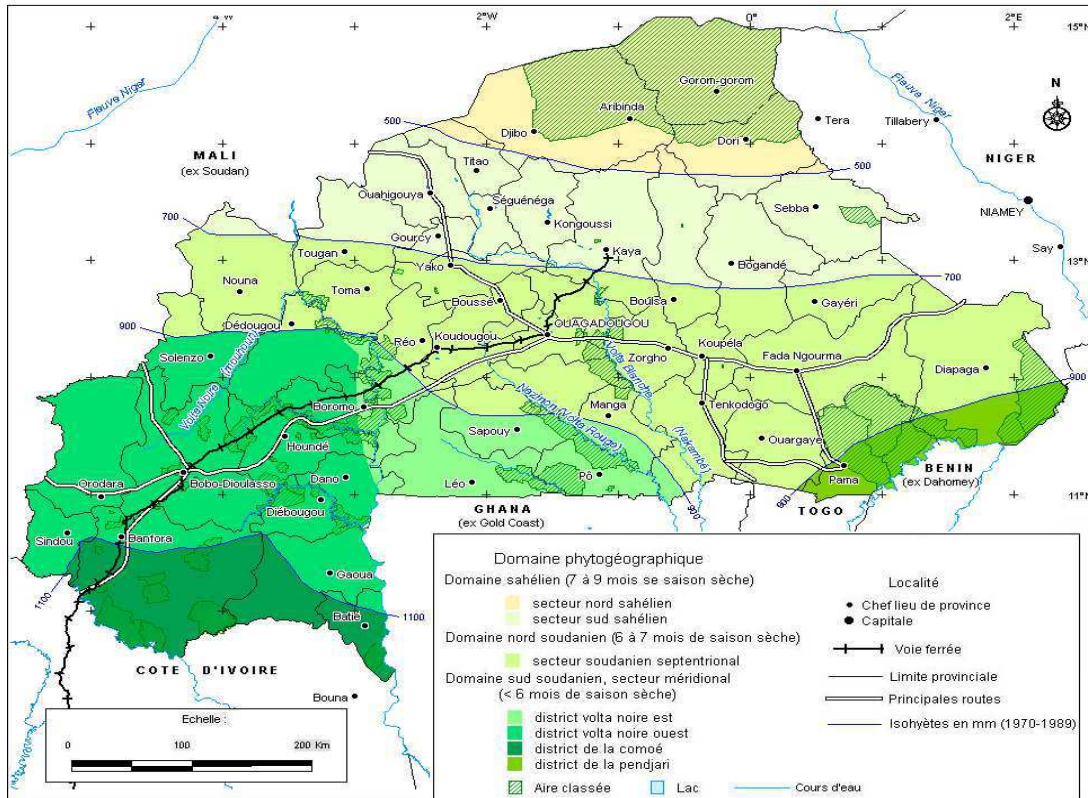 4°W
2°W
0°
2°E
15°N
Fleuve Niger
Fleuve Niger
Gorom-gorom
N
Aribinda
Tera
Tillabery
500
Djibo
Dori
MALI
(ex Soudan)
Titao
500
NIGER
Ouahigouya
Séguénéga
Sebba
NIAMEY
700
Kongoussi
Gourcy
Kaya
Say
Tougan
Bogandé
13°N
Yako
700
Nouna
Toma
Boussé
Boulsa
Gayéri
900
Dédougou
OUAGADOUGOU
Réo
Koudougou
Solenzo
Zorgho
Koupéla
Volta Noire (mouhoun)
Volta Blanche
Fada Ngourma
Diapaga
900
Boromo
Nazinon (Volta Rouge)
Manga
Tenkodogo
Sapouy
(Nakambé)
Houndé
Ouargaye
Pama
BENIN
(ex Dahomey)
Orodara
Bobo-Dioulasso
Dano
Léo
Pô
900
900
TOGO
11°N
Diébougou
GHANA
(ex Gold Coast)
Sindou
Banfora
1100
Gaoua
1100
Batié
COTE D'IVOIRE
Bouna
Echelle :
0 100 200 Km
Domaine phytogéographique
Domaine sahélien (7 à 9 mois se saison sèche)
secteur nord sahélien
secteur sud sahélien
Domaine nord soudanien (6 à 7 mois de saison sèche)
secteur soudanien septentrional
Domaine sud soudanien, secteur méridional
(< 6 mois de saison sèche)
district volta noire est
district volta noire ouest
district de la comoé
district de la pendjari
Aire classée
Lac
Cours d'eau
Localité
Chef lieu de province
Capitale
Voie ferrée
Limite provinciale
Principales routes
Isohyètes en mm (1970-1989)